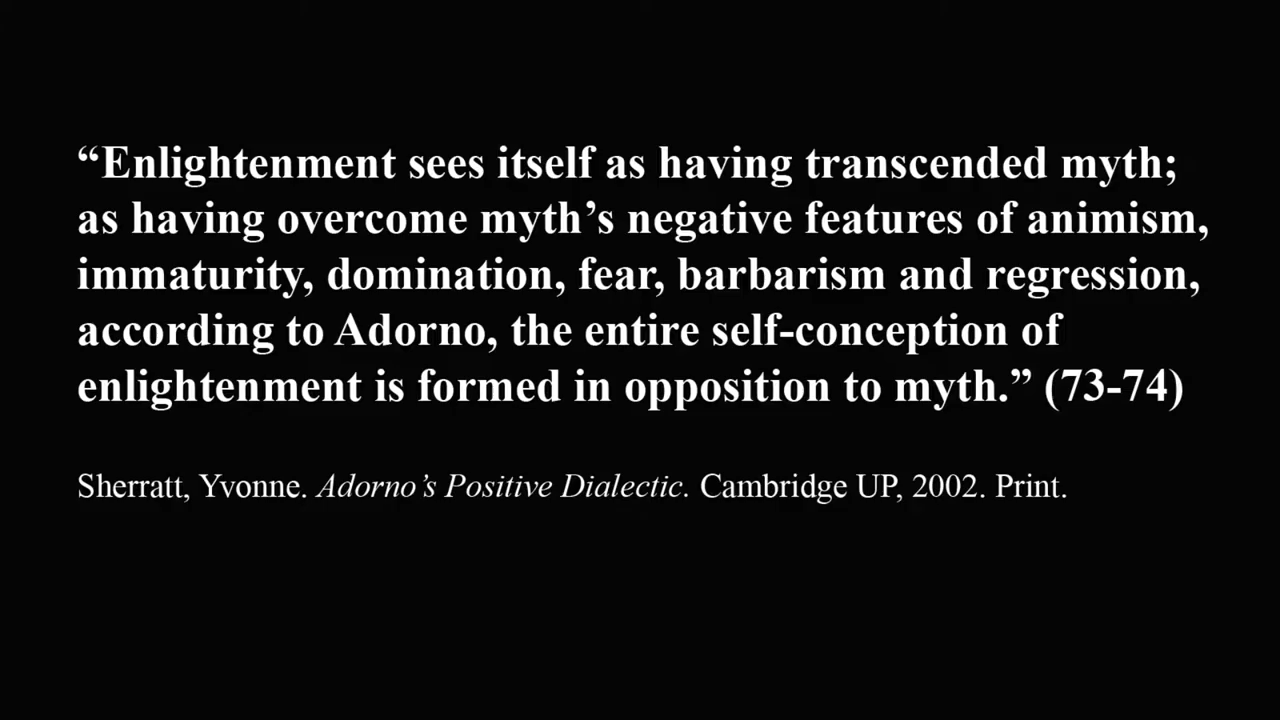 “Enlightenment sees itself as having transcended myth;
as having overcome myth’s negative features of animism,
immaturity, domination, fear, barbarism and regression,
according to Adorno, the entire self-conception of
enlightenment is formed in opposition to myth.” (73-74)
Sherratt, Yvonne. Adorno’s Positive Dialectic. Cambridge UP, 2002. Print.